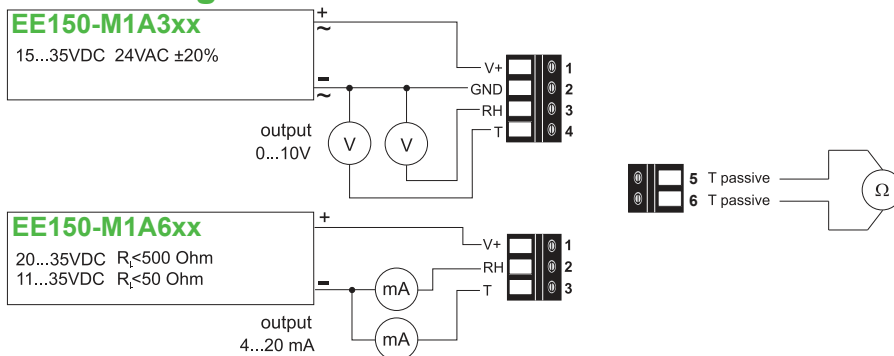 EE150-M1A3xx
15...35VDC 24VAC ±20%
+
~
−
~
output
0...10V
V
V
V+
GND
RH
T
1
2
3
4
5 T passive
6 T passive
Ω
EE150-M1A6xx
20...35VDC RL<500 Ohm
11...35VDC RL<50 Ohm
+
−
output
4...20 mA
mA
mA
V+
RH
T
1
2
3